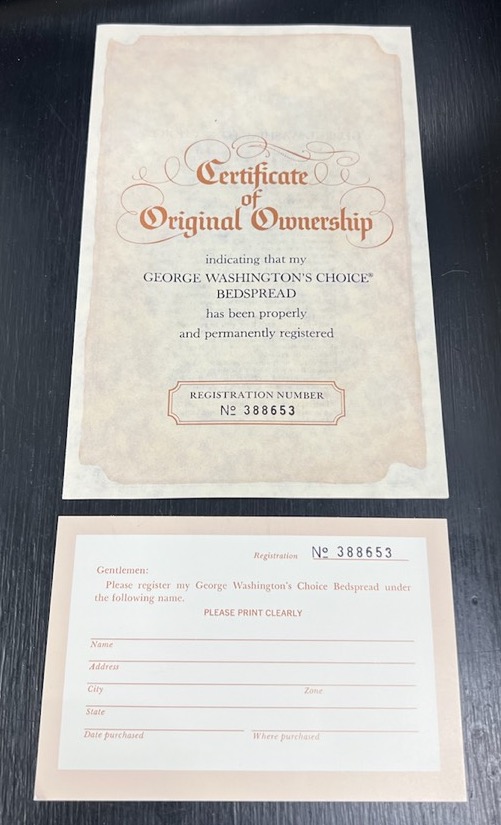 Certificate
of
Original Ownership
indicating that my
GEORGE WASHINGTON'S CHOICE®
BEDSPREAD
has been properly
and permanently registered
REGISTRATION NUMBER
Nº 388653
Registration Nº 388653
Gentlemen:
Please register my George Washington's Choice Bedspread under
the following name.
PLEASE PRINT CLEARLY
Name
Address
City Zone
State
Date purchased Where purchased